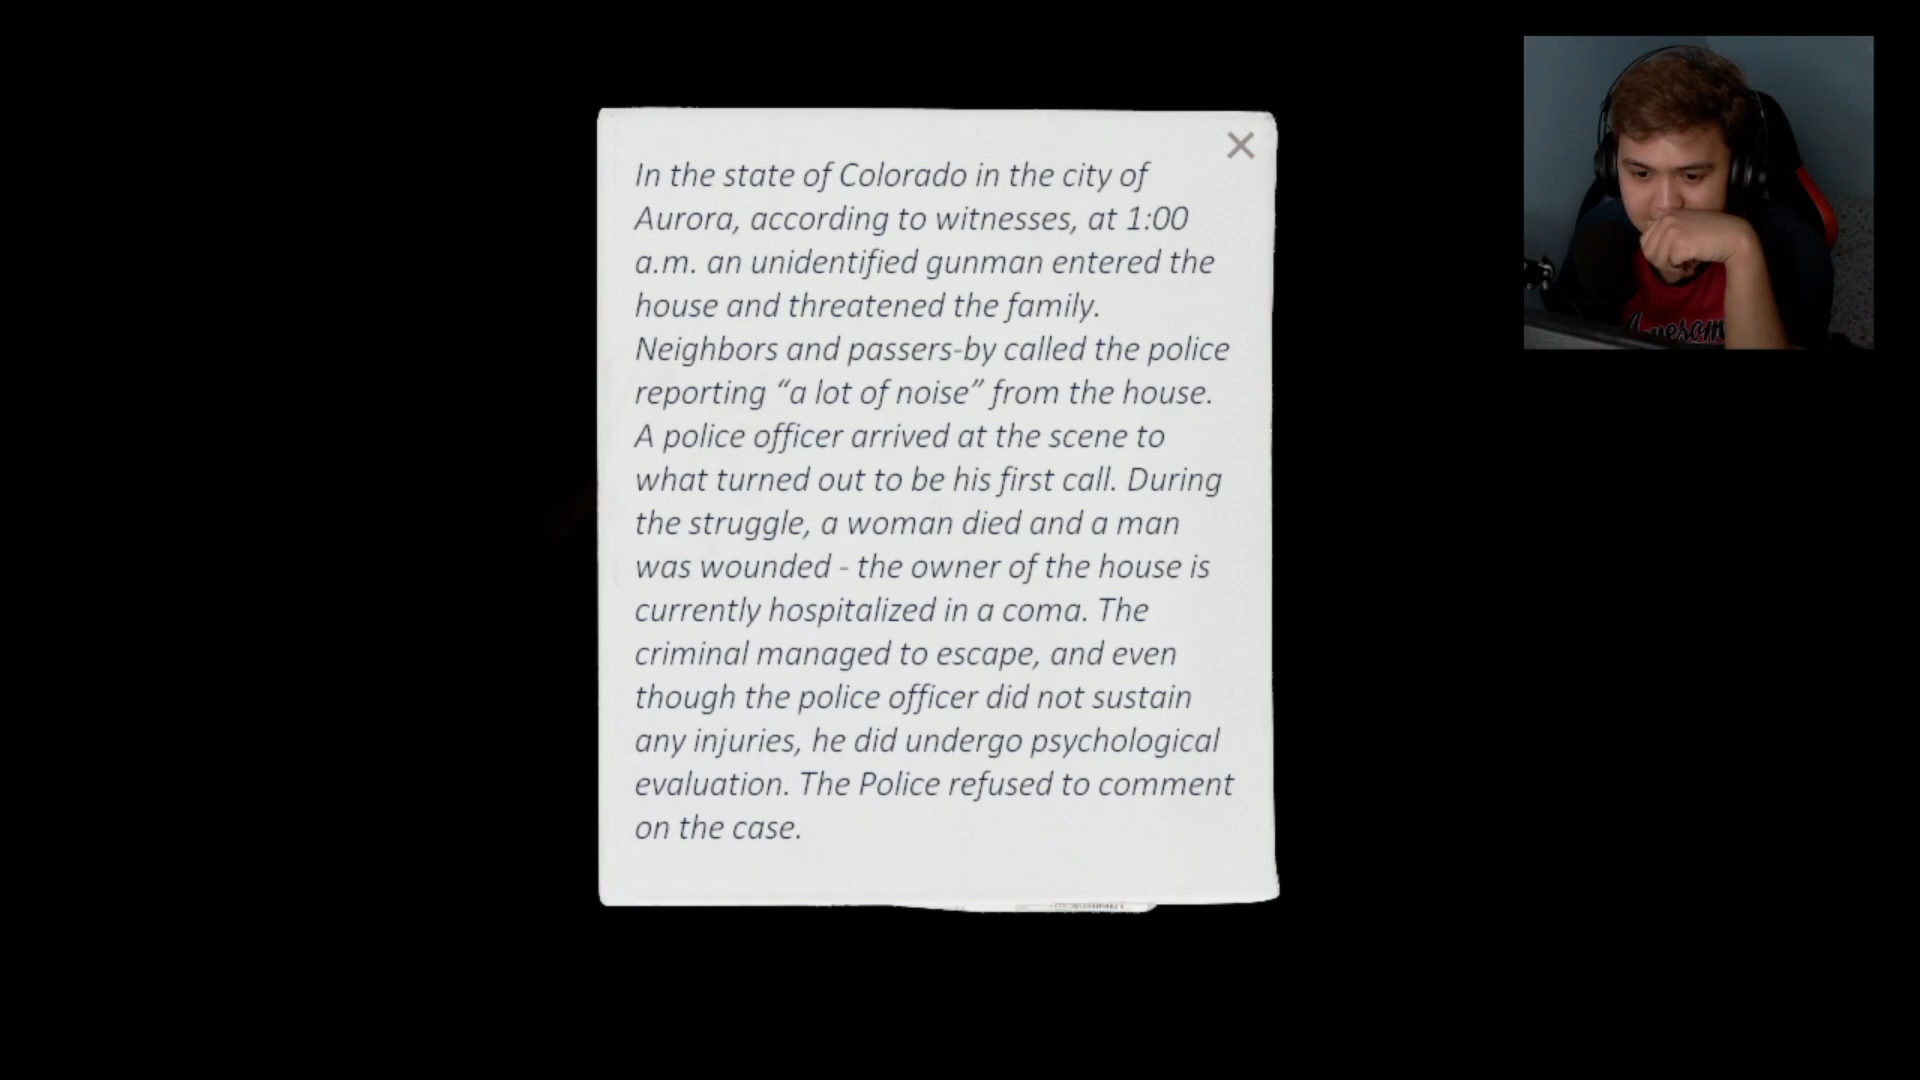 In the state of Colorado in the city of
Aurora, according to witnesses, at 1:00
a.m. an unidentified gunman entered the
house and threatened the family.
Neighbors and passers-by called the police
reporting “a lot of noise” from the house.
A police officer arrived at the scene to
what turned out to be his first call. During
the struggle, a woman died and a man
was wounded - the owner of the house is
currently hospitalized in a coma. The
criminal managed to escape, and even
though the police officer did not sustain
any injuries, he did undergo psychological
evaluation. The Police refused to comment
on the case.